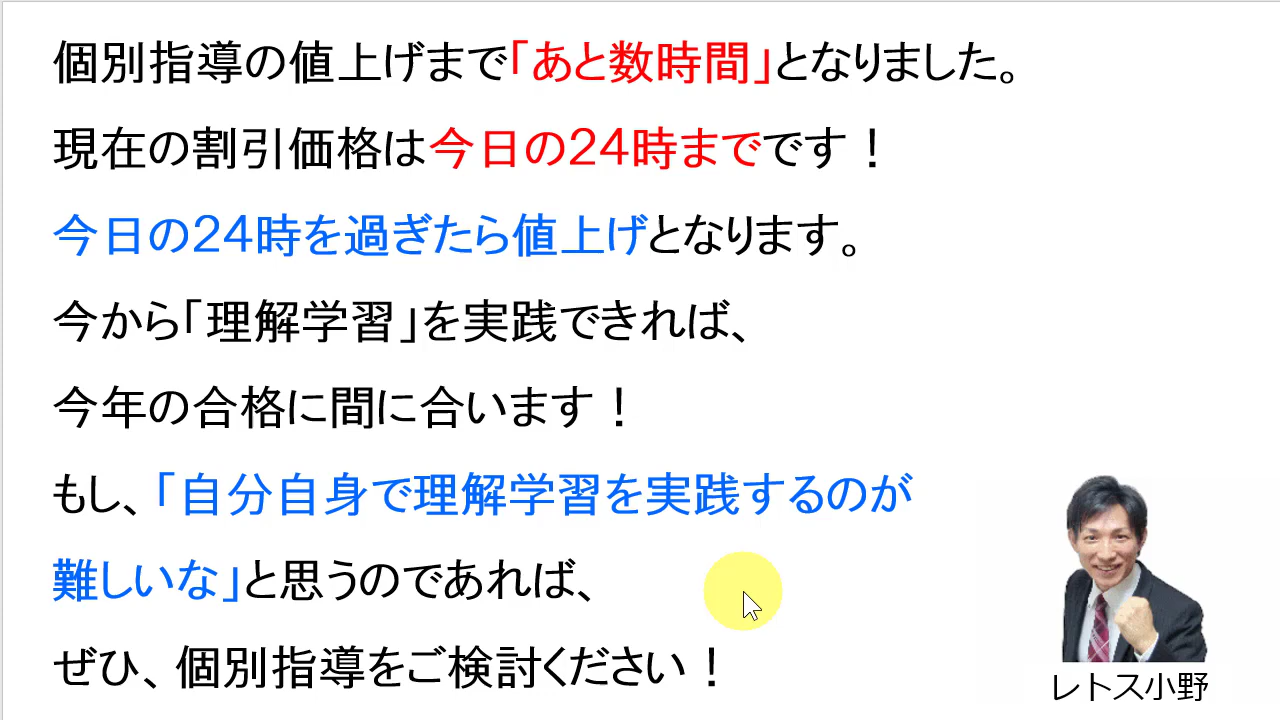 個別指導の値上げまで「あと数時間」となりました。
現在の割引価格は今日の24時までです！
今日の24時を過ぎたら値上げとなります。
今から「理解学習」を実践できれば、
今年の合格に間に合います！
もし、「自分自身で理解学習を実践するのが
難しいな」と思うのであれば、
ぜひ、個別指導をご検討ください！
レトス小野